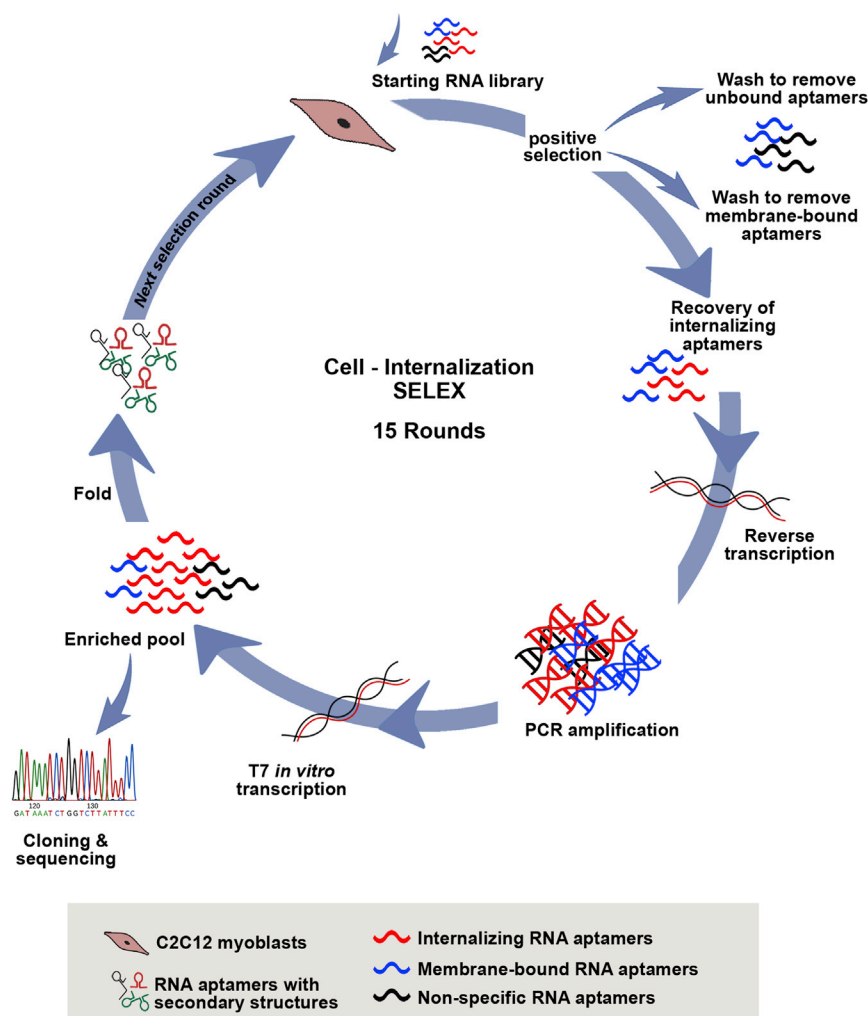 Starting RNA library
Wash to remove
unbound aptamers
positive
selection
Wash to remove
membrane-bound
aptamers
Recovery of
internalizing
aptamers
Next selection round
Cell - Internalization
SELEX
15 Rounds
Fold
Reverse
transcription
Enriched pool
PCR amplification
T7 in vitro
transcription
120 130
GATAAATCTGGTCTTATTTCC
Cloning &
sequencing
C2C12 myoblasts
RNA aptamers with
secondary structures
Internalizing RNA aptamers
Membrane-bound RNA aptamers
Non-specific RNA aptamers